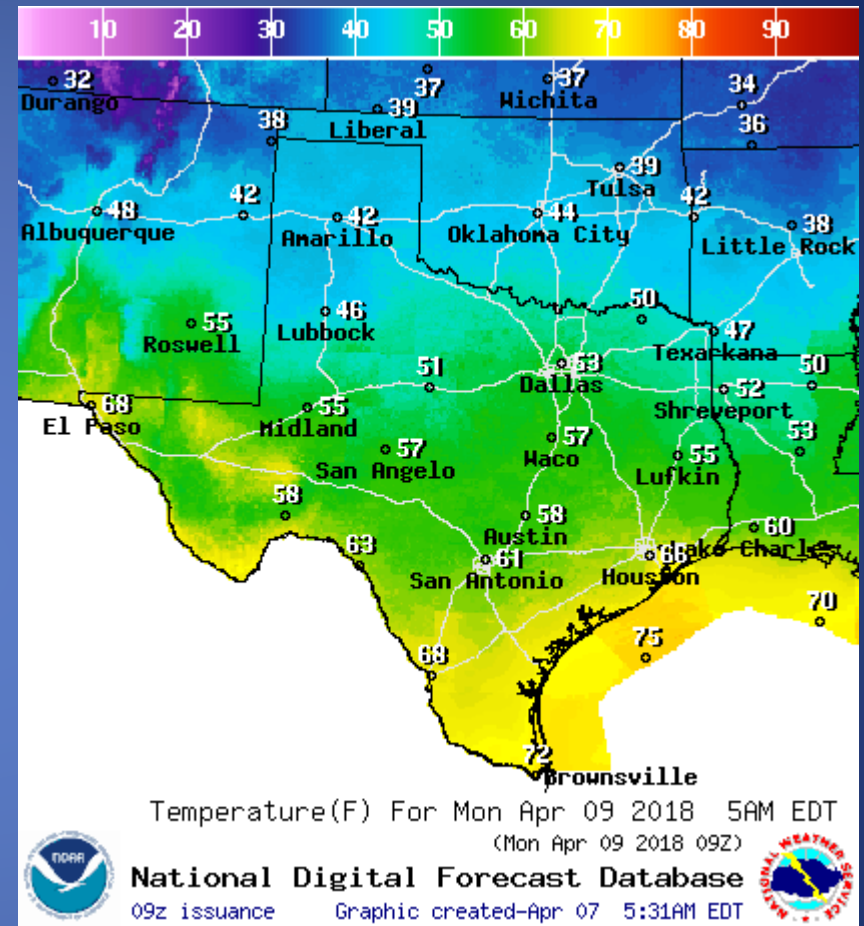 10 20 30 40 50 60 70 80 90
32
Durango
37
37
Wichita
39
Liberal
34
36
38
39
Tulsa
48
Albuquerque
42
42
Amarillo
44
Oklahoma City
42
38
Little Rock
55
Roswell
46
Lubbock
50
47
Texarkana
53
Dallas
51
52
Shreveport
50
68
El Paso
55
Midland
57
San Angelo
57
Waco
55
Lufkin
53
58
58
Austin
60
Lake Charles
63
61
San Antonio
Houston
70
75
68
72
Brownsville
Temperature(F) For Mon Apr 09 2018 5AM EDT
(Mon Apr 09 2018 09Z)
National Digital Forecast Database
09z issuance Graphic created-Apr 07 5:31AM EDT
NOAA
NATIONAL WEATHER SERVICE